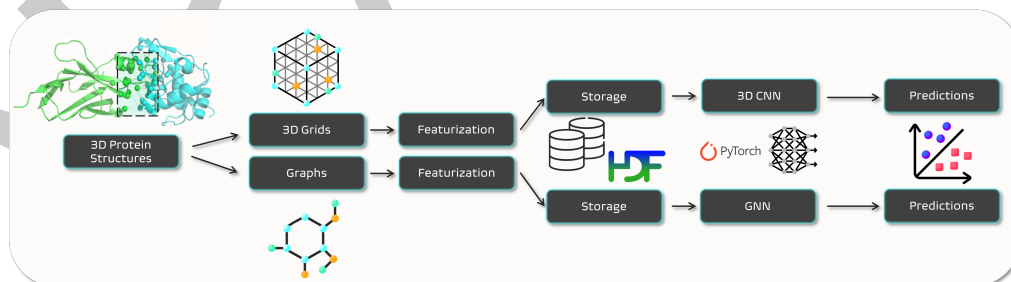 3D Protein
Structures
3D Grids
Featurization
Graphs
Featurization
Storage
3D CNN
Predictions
HDF
PyTorch
Storage
GNN
Predictions